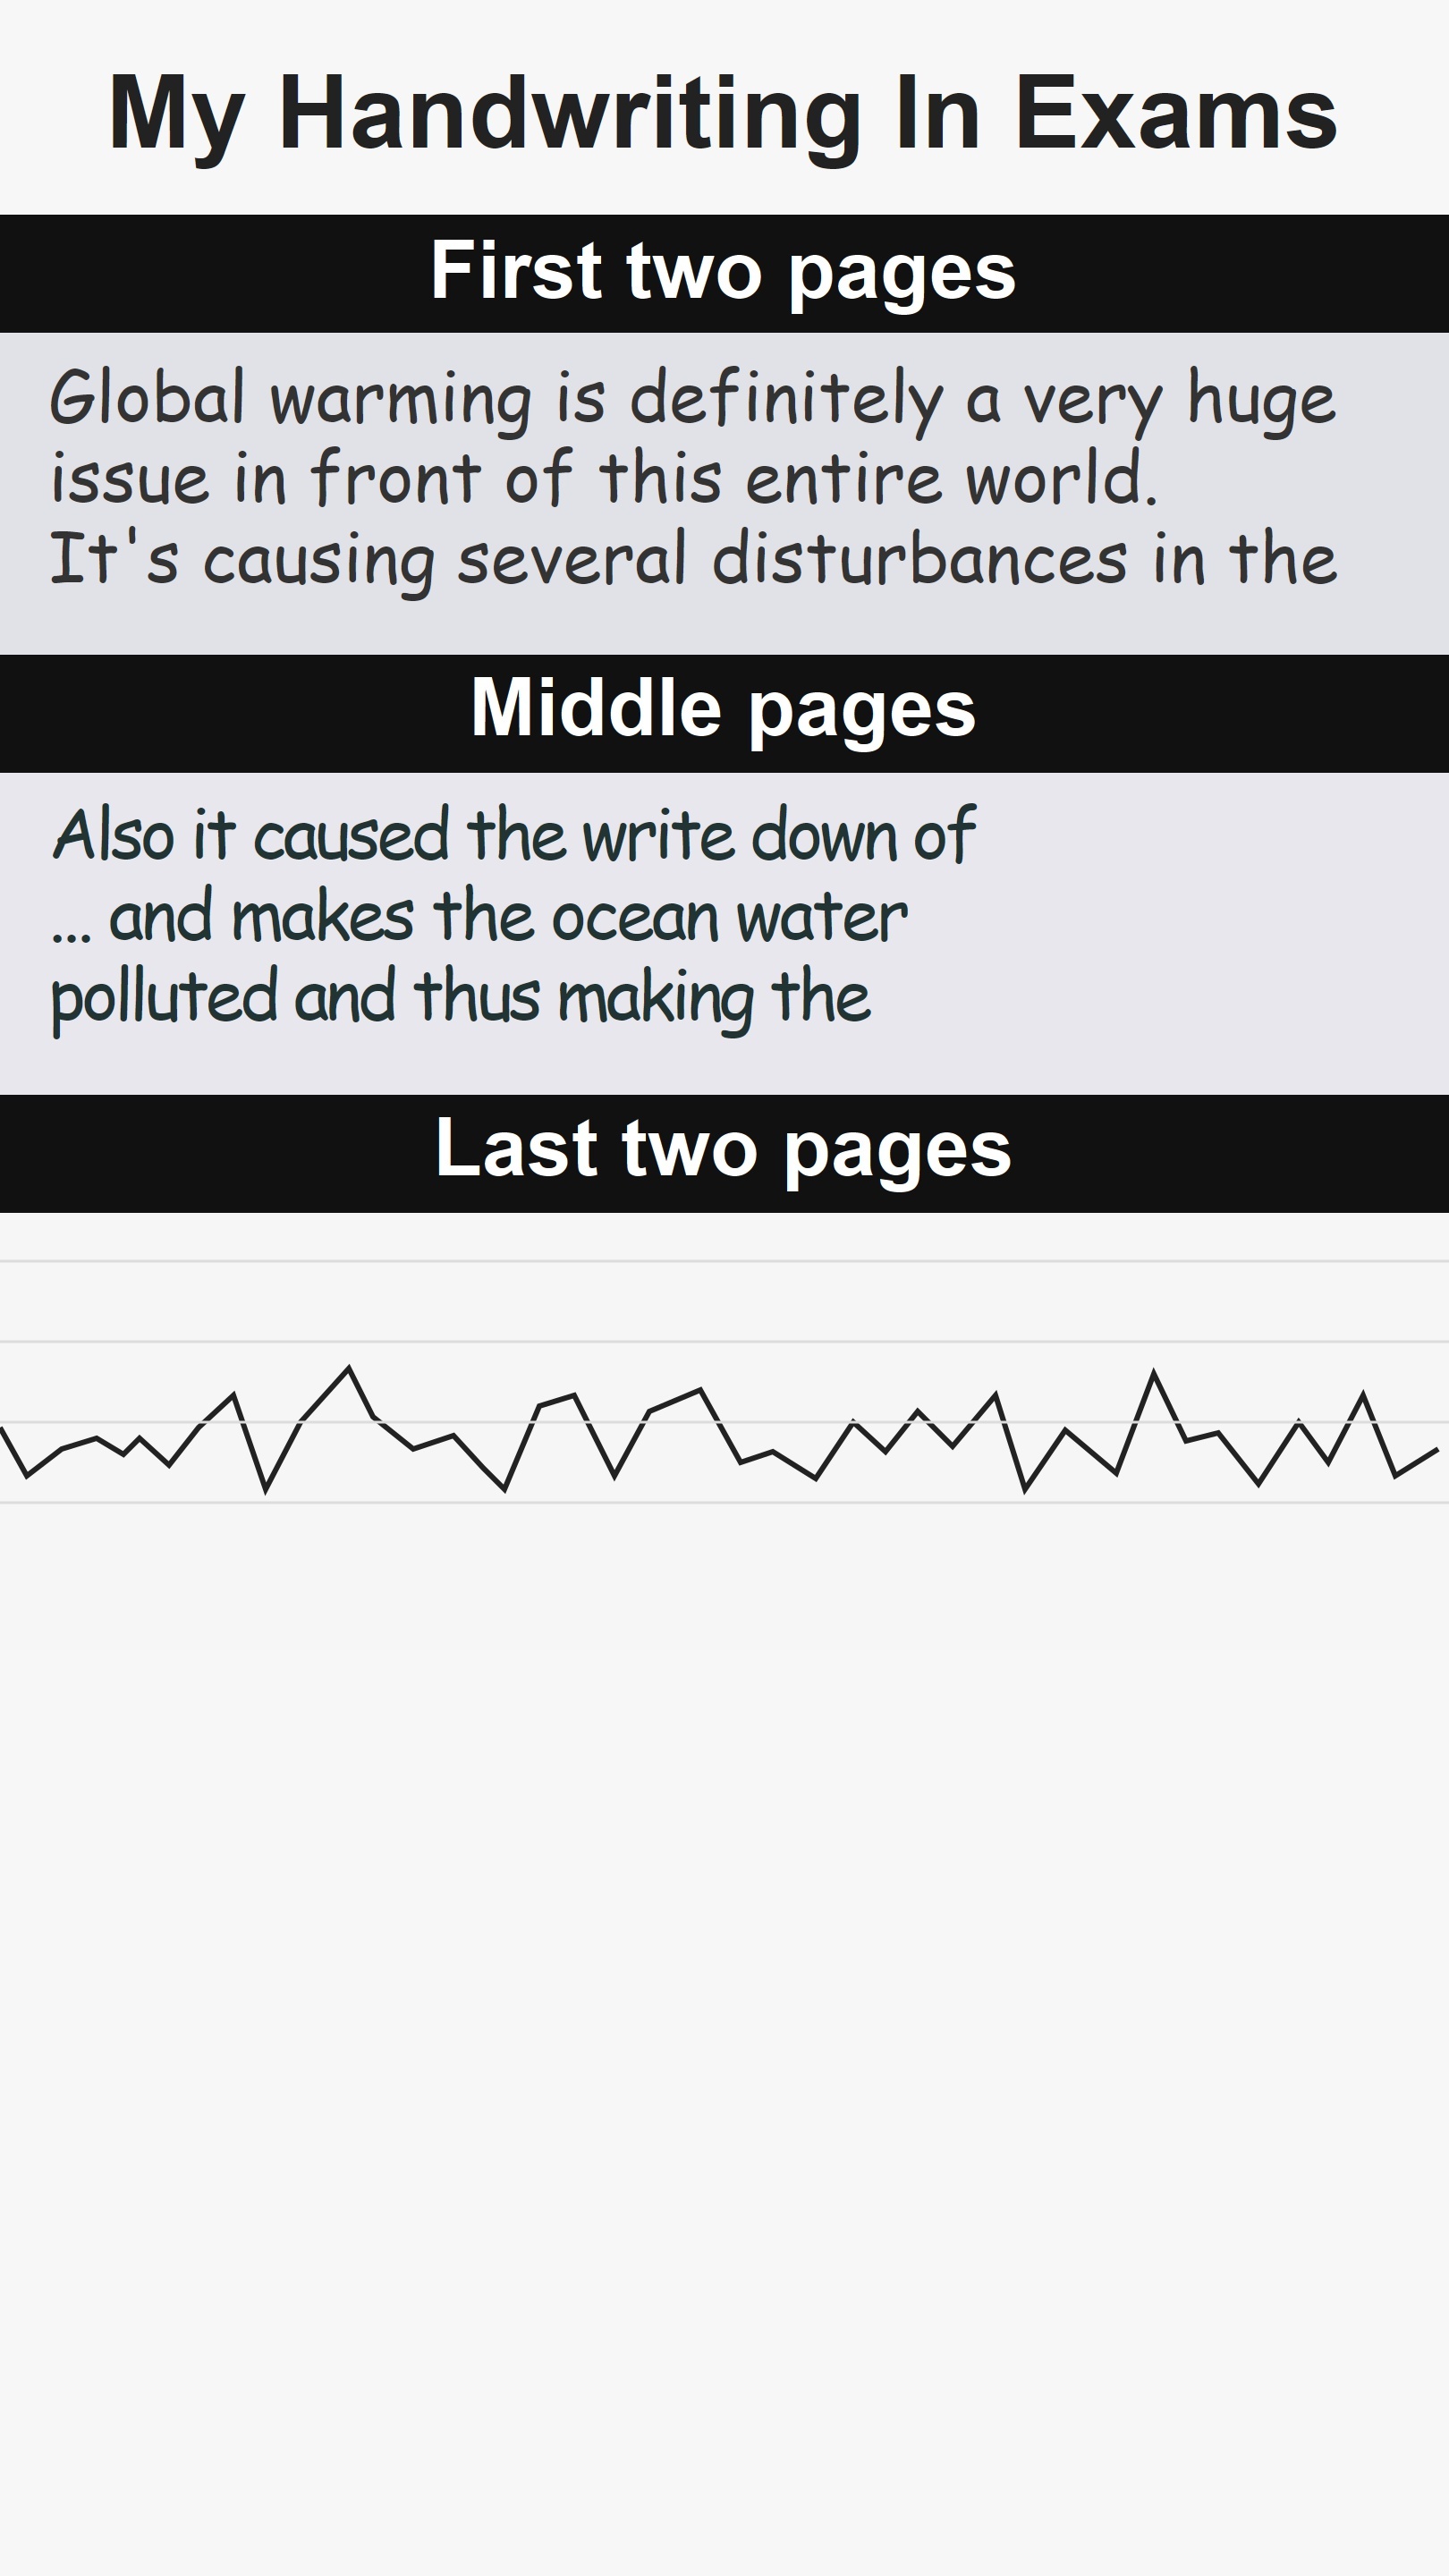 My Handwriting In Exams
First two pages
Global warming is definitely a very huge
issue in front of this entire world.
It's causing several disturbances in the
Middle pages
Also it caused the write down of
... and makes the ocean water
polluted and thus making the
Last two pages